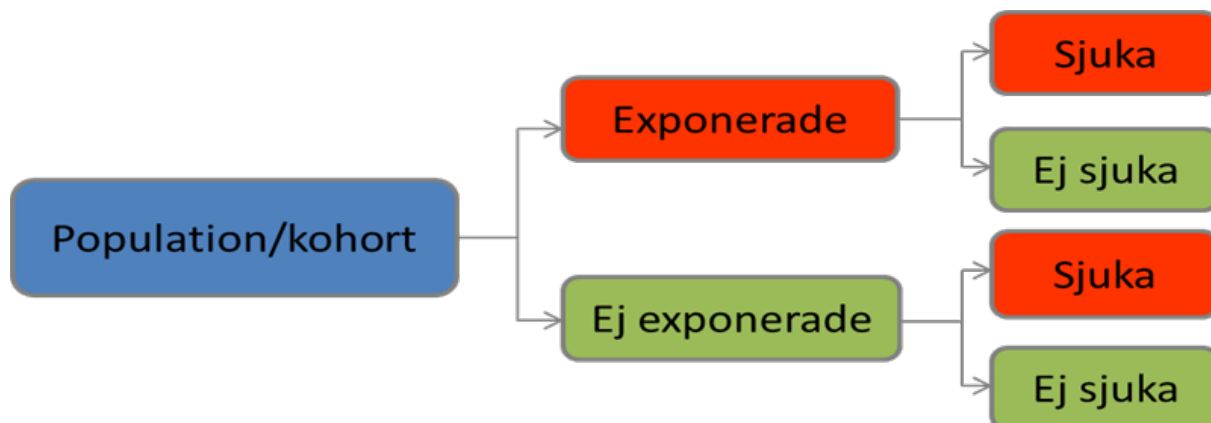 Population/kohort
Exponerade
Sjuka
Ej sjuka
Ej exponerade
Sjuka
Ej sjuka